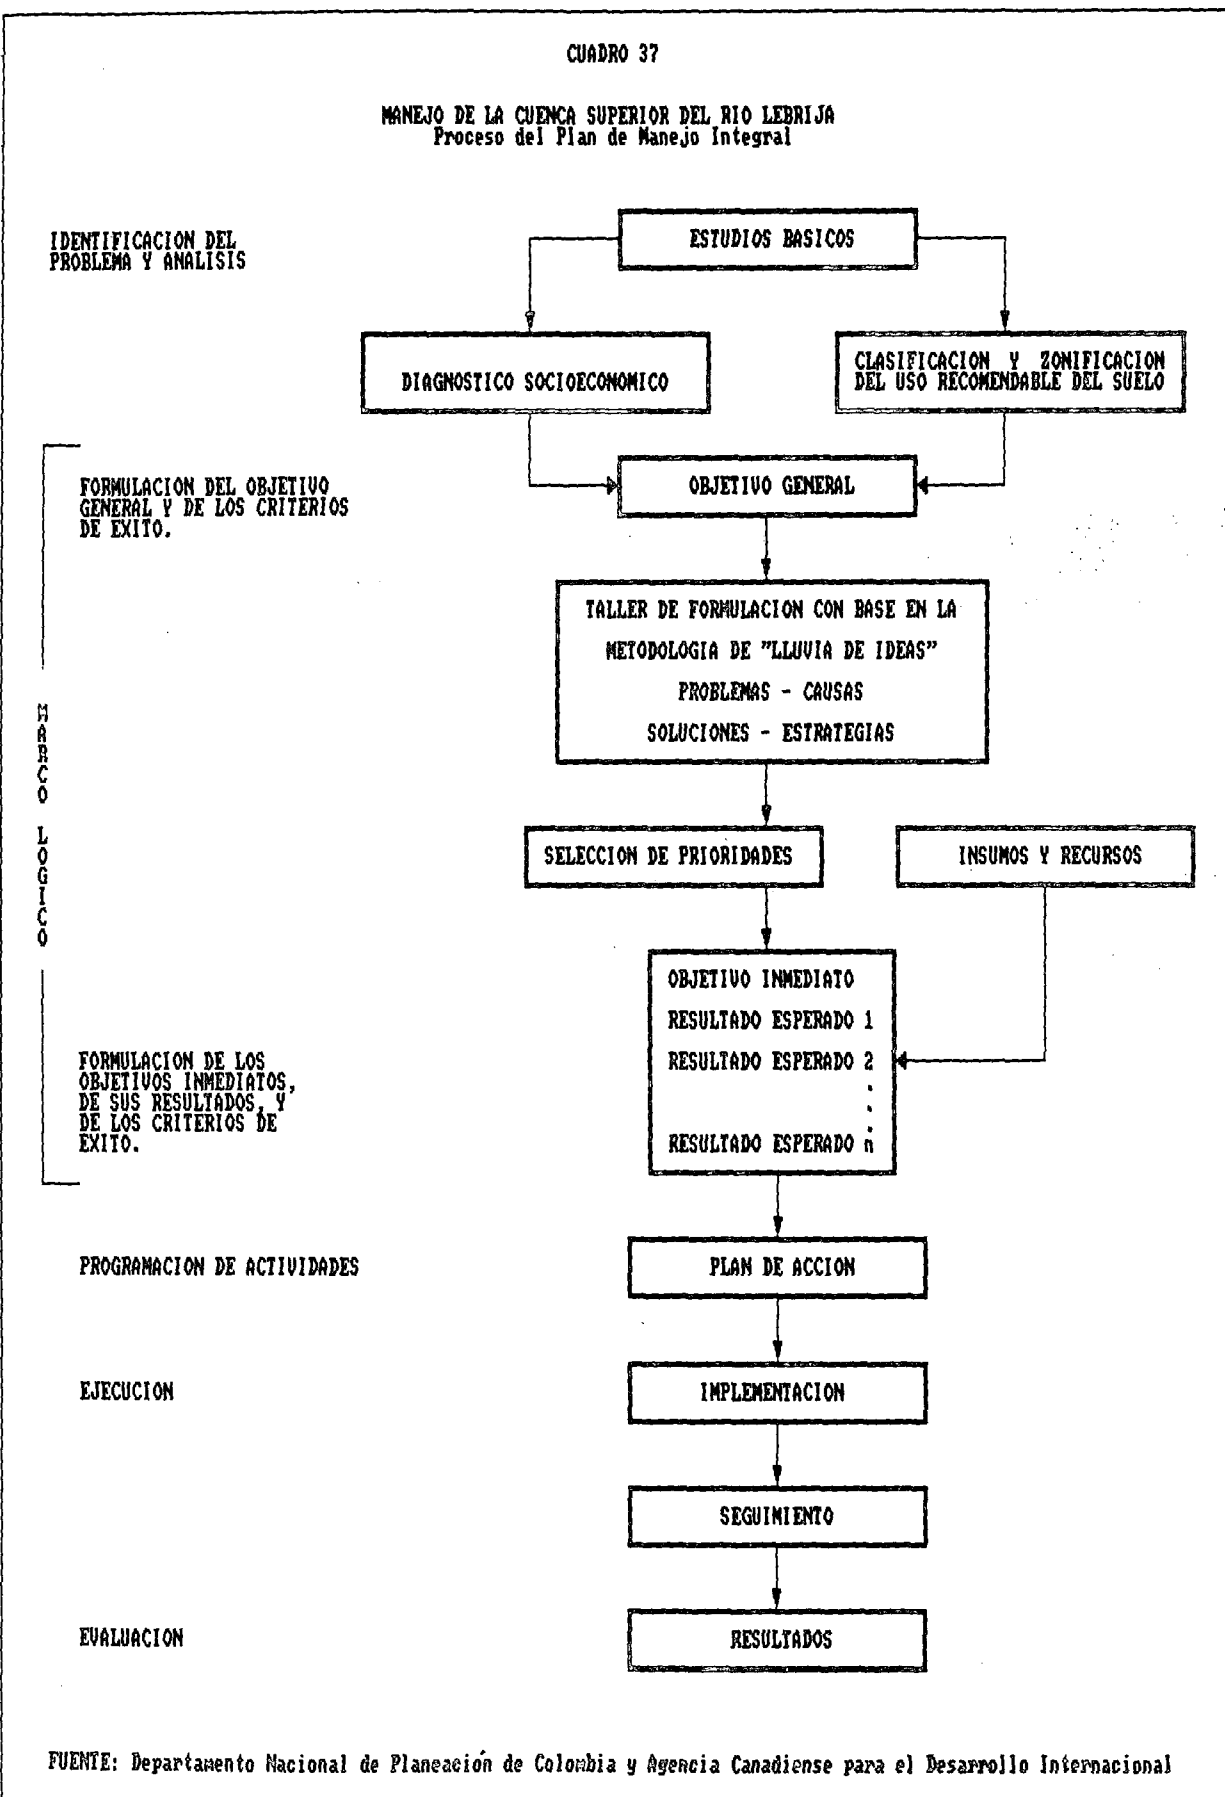 CUADRO 37
MANEJO DE LA CUENCA SUPERIOR DEL RIO LEBRIJA
Proceso del Plan de Manejo Integral
IDENTIFICACION DEL
PROBLEMA Y ANALISIS
ESTUDIOS BASICOS
DIAGNOSTICO SOCIOECONOMICO
CLASIFICACION Y ZONIFICACION
DEL USO RECOMENDABLE DEL SUELO
FORMULACION DEL OBJETIVO
GENERAL Y DE LOS CRITERIOS
DE EXITO.
OBJETIVO GENERAL
TALLER DE FORMULACION CON BASE EN LA
METODOLOGIA DE "LLUVIA DE IDEAS"
PROBLEMAS - CAUSAS
SOLUCIONES - ESTRATEGIAS
MARCO LOGICO
SELECCION DE PRIORIDADES
INSUMOS Y RECURSOS
OBJETIVO INMEDIATO
RESULTADO ESPERADO 1
RESULTADO ESPERADO 2
.
.
.
RESULTADO ESPERADO n
FORMULACION DE LOS
OBJETIVOS INMEDIATOS,
DE SUS RESULTADOS, Y
DE LOS CRITERIOS DE
EXITO.
PROGRAMACION DE ACTIVIDADES
PLAN DE ACCION
EJECUCION
IMPLEMENTACION
SEGUIMIENTO
EVALUACION
RESULTADOS
FUENTE: Departamento Nacional de Planeación de Colombia y Agencia Canadiense para el Desarrollo Internacional